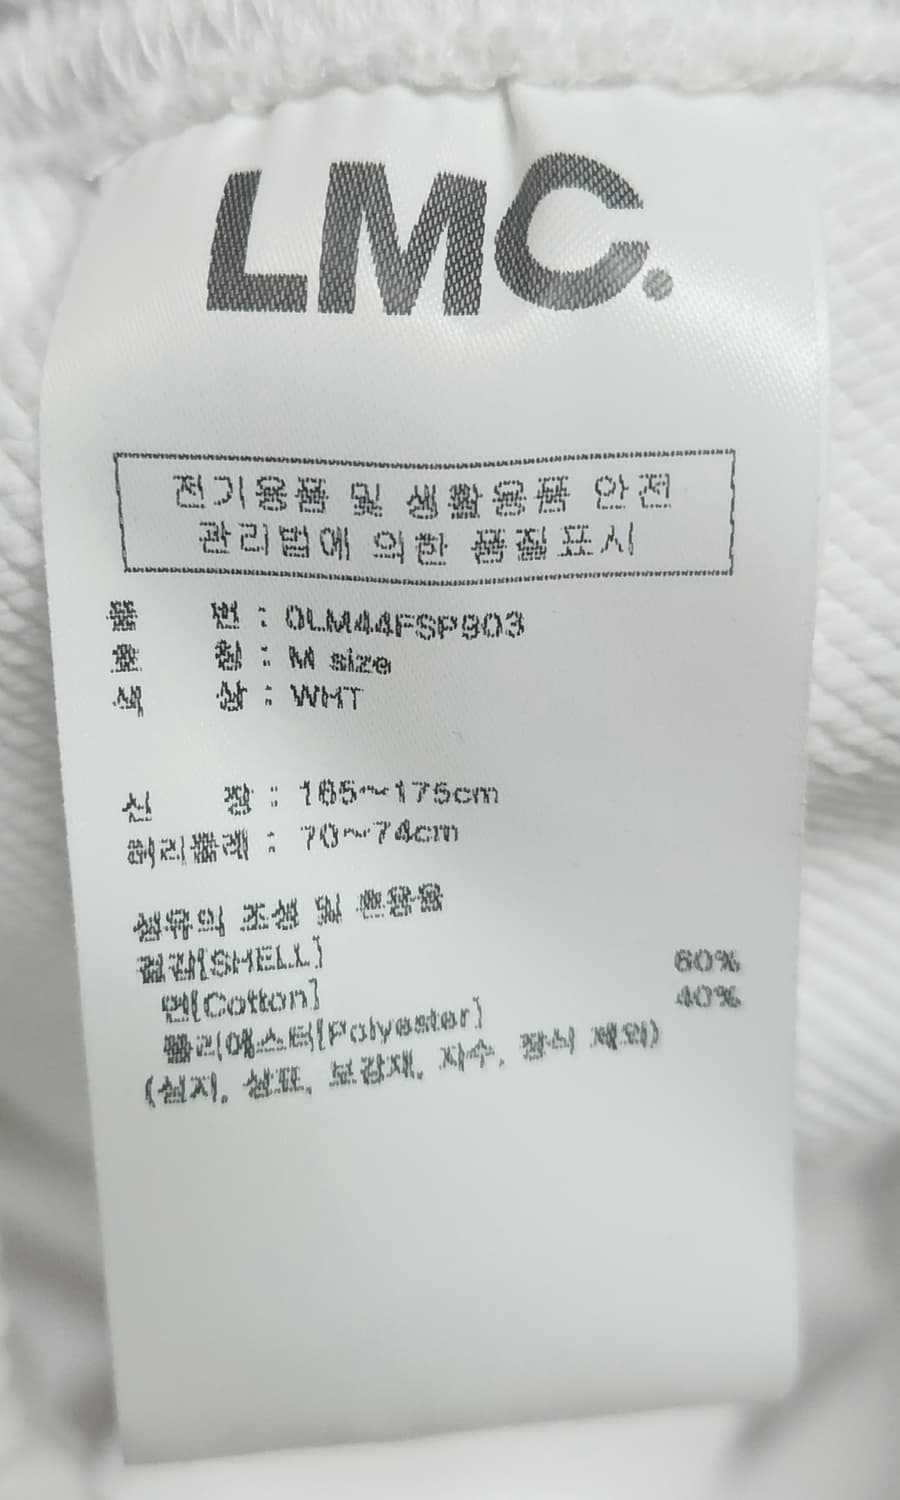 LMC.
전기용품 및 생활용품 안전
관리법에 의한 품질표시
품 번 : 0LM44FSP903
품 명 : M size
색 상 : WHT
신 장 : 165~175cm
허리둘레 : 70~74cm
섬유의 조성 및 혼용율
겉감[SHELL]
면[Cotton] 60%
폴리에스터[Polyester] 40%
(심지, 상표, 보강재, 자수, 장식 제외)